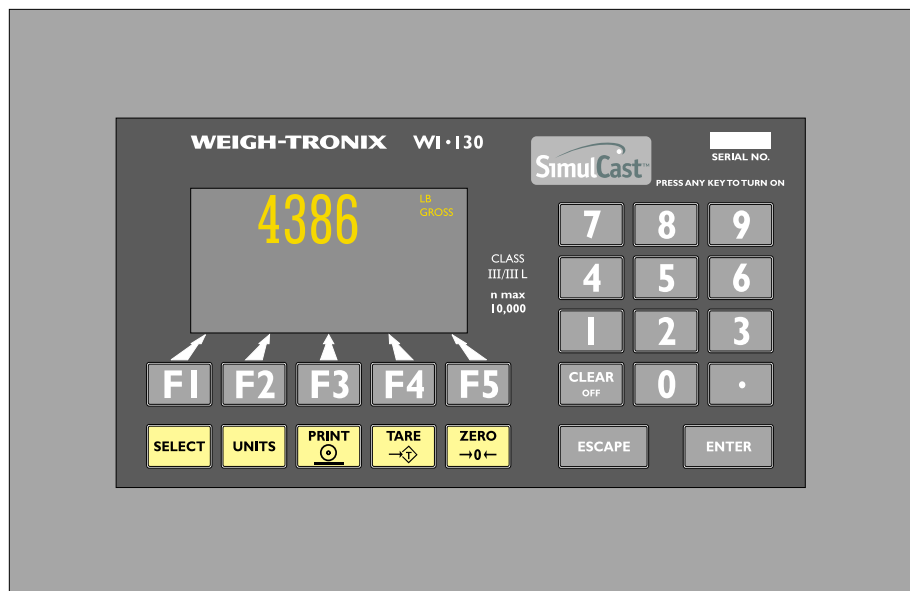 WEIGH-TRONIX WI•130
SimulCast™
SERIAL NO.
PRESS ANY KEY TO TURN ON
4386
LB
GROSS
CLASS
III/III L
n max
10,000
7 8 9
4 5 6
1 2 3
CLEAR
OFF
0 .
F1 F2 F3 F4 F5
SELECT
UNITS
PRINT
TARE
→T←
ZERO
→0←
ESCAPE
ENTER